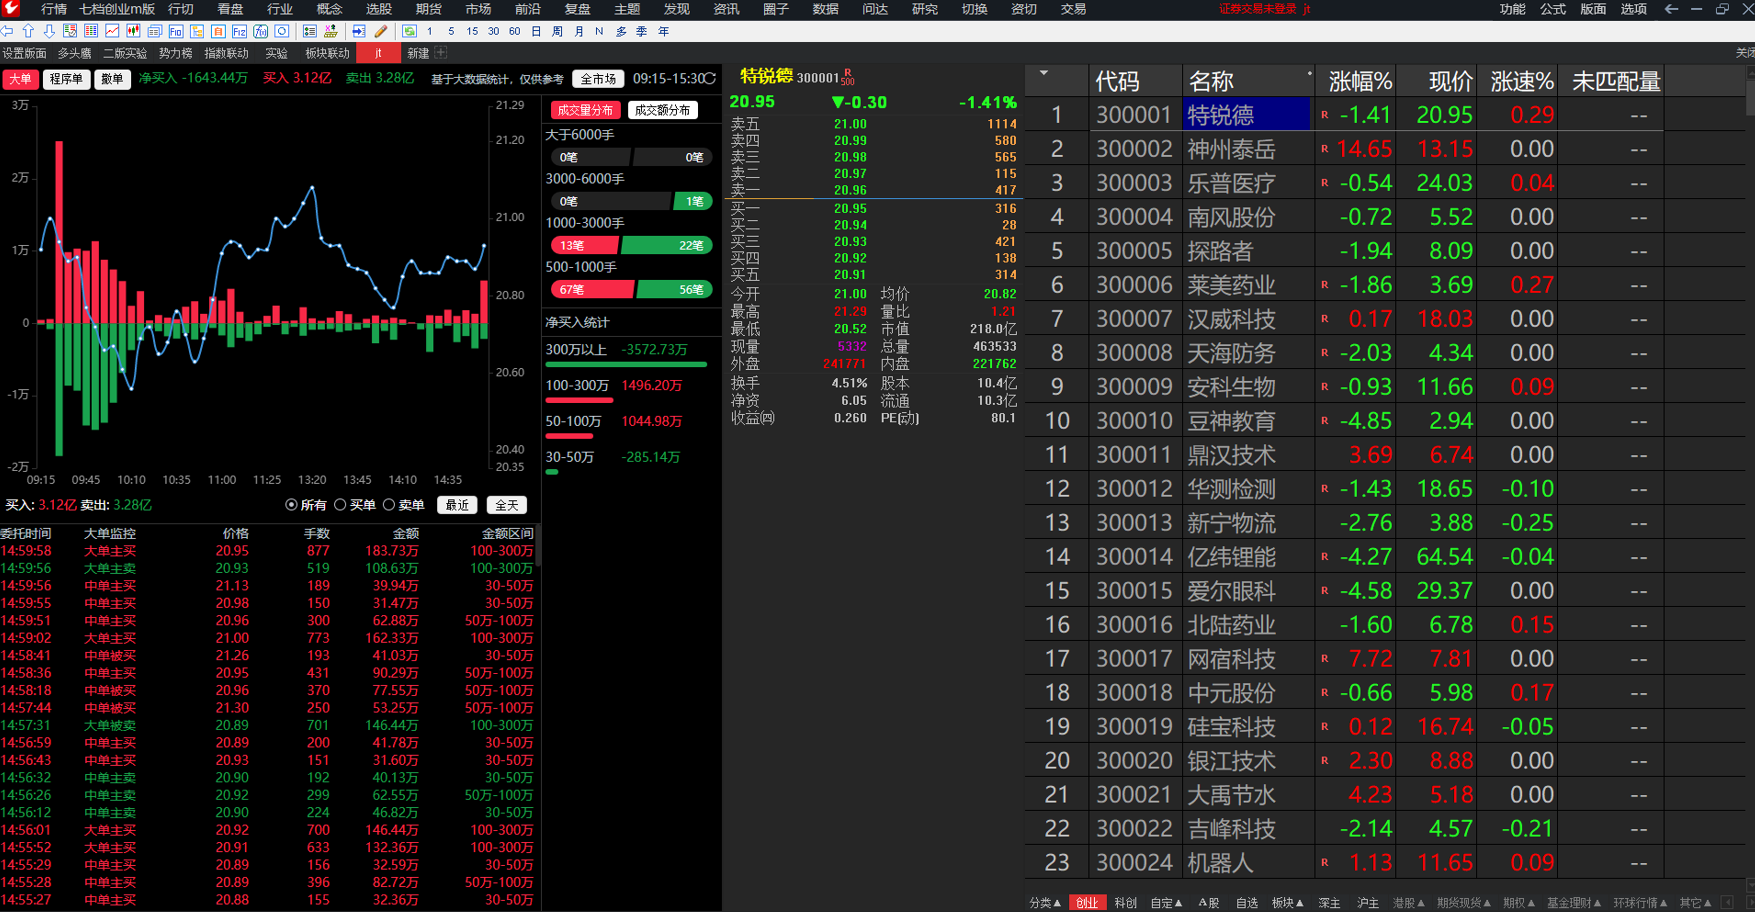 行情 七档创业m版 行切 看盘 行业 概念 选股 期货 市场 前沿 复盘 主题 发现 资讯 圈子 数据 问达 研究 切换 资切 交易 证券交易未登录 jt 功能 公式 版面 选项
F10 自 F12 1 5 15 30 60 日 周 月 N 多 季 年
设置版面 多头鹰 二版实验 势力榜 指数联动 实验 板块联动 jt 新建 关闭
大单 程序单 撤单 净买入 -1643.44万 买入 3.12亿 卖出 3.28亿 基于大数据统计，仅供参考 全市场 09:15-15:30
3万
2万
1万
0
-1万
-2万
21.29
21.20
21.00
20.80
20.60
20.40
20.35
09:15 09:45 10:10 10:35 11:00 11:25 13:20 13:45 14:10 14:35
买入: 3.12亿 卖出: 3.28亿 所有 买单 卖单 最近 全天
委托时间 大单监控 价格 手数 金额 金额区间
14:59:58 大单主买 20.95 877 183.73万 100-300万
14:59:56 大单主卖 20.93 519 108.63万 100-300万
14:59:56 中单主买 21.13 189 39.94万 30-50万
14:59:55 中单主买 20.98 150 31.47万 30-50万
14:59:51 中单主买 20.96 300 62.88万 50万-100万
14:59:02 大单主买 21.00 773 162.33万 100-300万
14:58:41 中单被买 21.26 193 41.03万 30-50万
14:58:36 中单主买 20.95 431 90.29万 50万-100万
14:58:18 中单被买 20.96 370 77.55万 50万-100万
14:57:44 中单被买 21.30 250 53.25万 50万-100万
14:57:31 大单被卖 20.89 701 146.44万 100-300万
14:56:59 中单主买 20.89 200 41.78万 30-50万
14:56:43 中单主买 20.93 151 31.60万 30-50万
14:56:32 中单主卖 20.90 192 40.13万 30-50万
14:56:26 中单主卖 20.92 299 62.55万 50万-100万
14:56:12 中单主卖 20.90 224 46.82万 30-50万
14:56:01 大单主买 20.92 700 146.44万 100-300万
14:55:52 大单主买 20.91 633 132.36万 100-300万
14:55:29 中单主买 20.89 156 32.59万 30-50万
14:55:28 中单主买 20.89 396 82.72万 50万-100万
14:55:27 中单主买 20.88 155 32.36万 30-50万
成交量分布 成交额分布
大于6000手
0笔 0笔
3000-6000手
0笔 1笔
1000-3000手
13笔 22笔
500-1000手
67笔 56笔
净买入统计
300万以上 -3572.73万
100-300万 1496.20万
50-100万 1044.98万
30-50万 -285.14万
特锐德 300001 R 500
20.95 ▼-0.30 -1.41%
卖五 21.00 1114
卖四 20.99 580
卖三 20.98 565
卖二 20.97 115
卖一 20.96 417
买一 20.95 316
买二 20.94 28
买三 20.93 421
买四 20.92 138
买五 20.91 314
今开 21.00 均价 20.82
最高 21.29 量比 1.21
最低 20.52 市值 218.0亿
现量 5332 总量 463533
外盘 241771 内盘 221762
换手 4.51% 股本 10.4亿
净资 6.05 流通 10.3亿
收益㈣ 0.260 PE[动] 80.1
代码 名称 涨幅% 现价 涨速% 未匹配量
1 300001 特锐德 R -1.41 20.95 0.29 --
2 300002 神州泰岳 R 14.65 13.15 0.00 --
3 300003 乐普医疗 R -0.54 24.03 0.04 --
4 300004 南风股份 -0.72 5.52 0.00 --
5 300005 探路者 -1.94 8.09 0.00 --
6 300006 莱美药业 R -1.86 3.69 0.27 --
7 300007 汉威科技 R 0.17 18.03 0.00 --
8 300008 天海防务 R -2.03 4.34 0.00 --
9 300009 安科生物 R -0.93 11.66 0.09 --
10 300010 豆神教育 R -4.85 2.94 0.00 --
11 300011 鼎汉技术 3.69 6.74 0.00 --
12 300012 华测检测 R -1.43 18.65 -0.10 --
13 300013 新宁物流 -2.76 3.88 -0.25 --
14 300014 亿纬锂能 R -4.27 64.54 -0.04 --
15 300015 爱尔眼科 R -4.58 29.37 0.00 --
16 300016 北陆药业 -1.60 6.78 0.15 --
17 300017 网宿科技 R 7.72 7.81 0.00 --
18 300018 中元股份 R -0.66 5.98 0.17 --
19 300019 硅宝科技 R 0.12 16.74 -0.05 --
20 300020 银江技术 R 2.30 8.88 0.00 --
21 300021 大禹节水 4.23 5.18 0.00 --
22 300022 吉峰科技 -2.14 4.57 -0.21 --
23 300024 机器人 R 1.13 11.65 0.09 --
分类▲ 创业 科创 自定▲ A股 自选 板块▲ 深主 沪主 港股▲ 期货现货▲ 期权▲ 基金理财▲ 环球行情▲ 其它▲